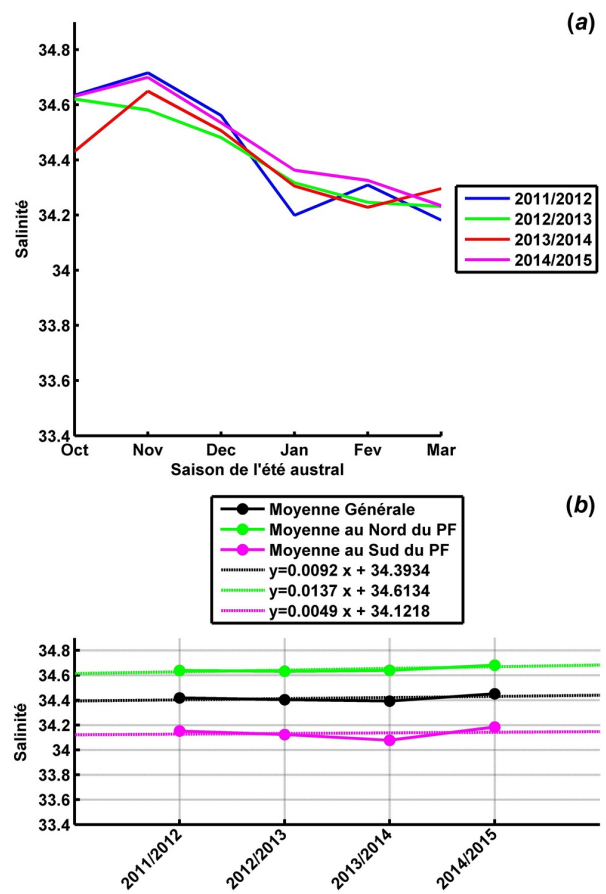 (a)
34.8
34.6
34.4
34.2
34
33.8
33.6
33.4
Salinité
Oct Nov Dec Jan Fev Mar
Saison de l'été austral
2011/2012
2012/2013
2013/2014
2014/2015
(b)
Moyenne Générale
Moyenne au Nord du PF
Moyenne au Sud du PF
y=0.0092 x + 34.3934
y=0.0137 x + 34.6134
y=0.0049 x + 34.1218
34.8
34.6
34.4
34.2
34
33.8
33.6
33.4
Salinité
2011/2012
2012/2013
2013/2014
2014/2015